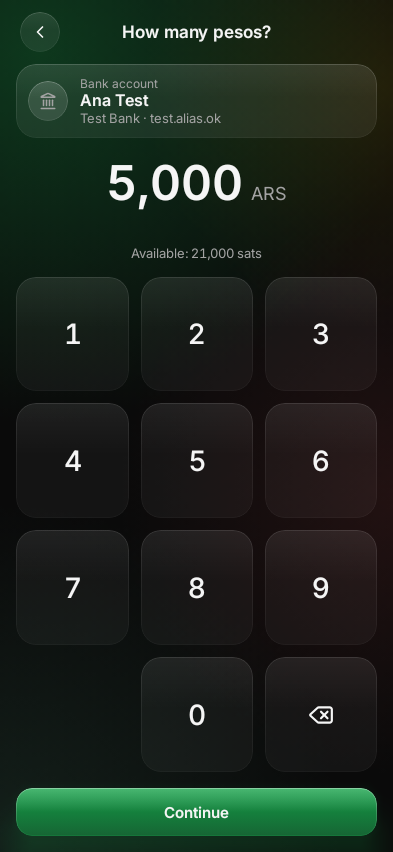 How many pesos?
Bank account
Ana Test
Test Bank · test.alias.ok
5,000 ARS
Available: 21,000 sats
1 2 3
4 5 6
7 8 9
0
Continue